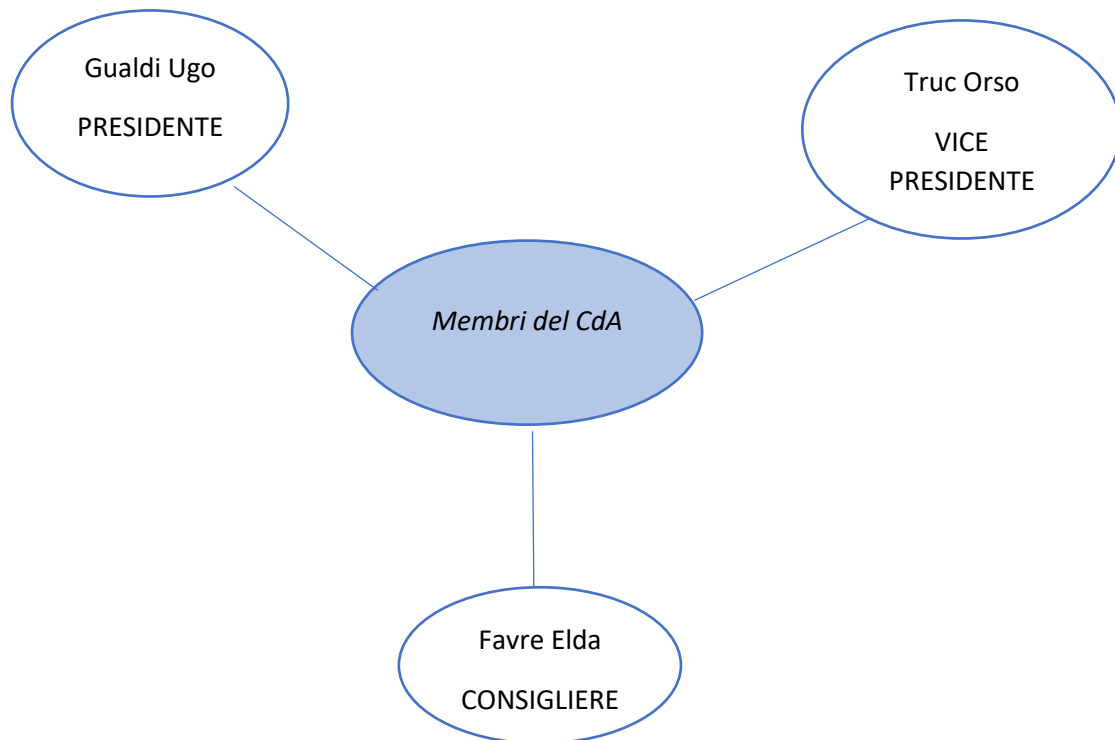 Gualdi Ugo
PRESIDENTE
Truc Orso
VICE
PRESIDENTE
Membri del CdA
Favre Elda
CONSIGLIERE